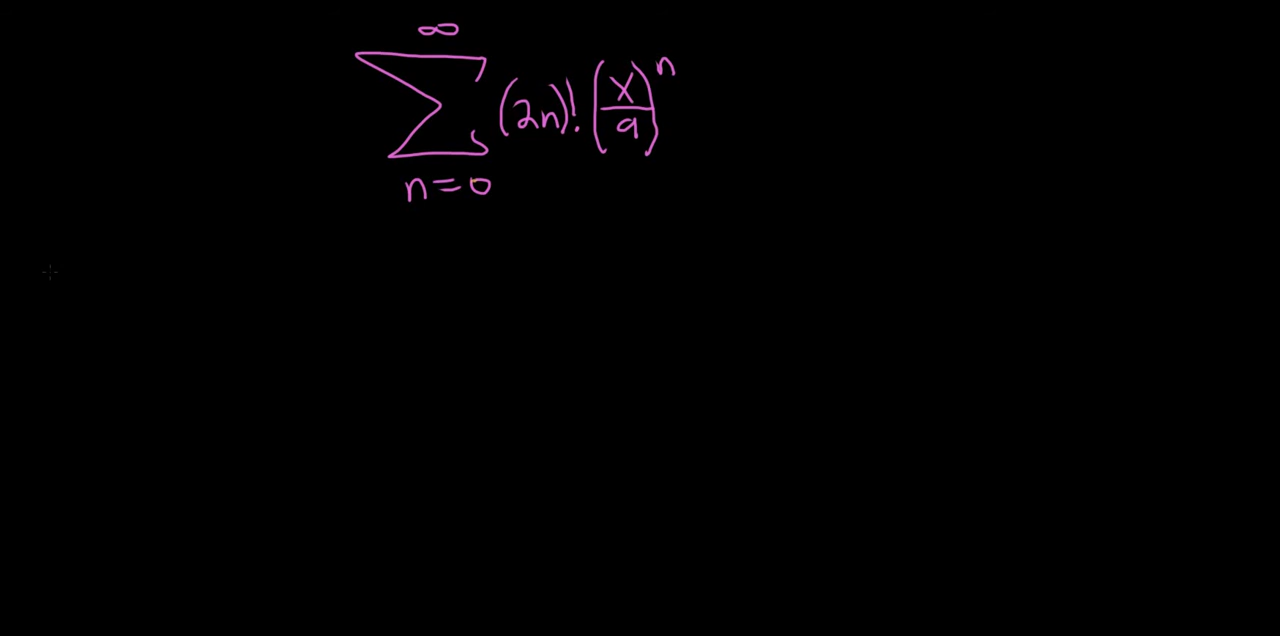 ∞
∑ (2n)! (x/9)^n
n=0